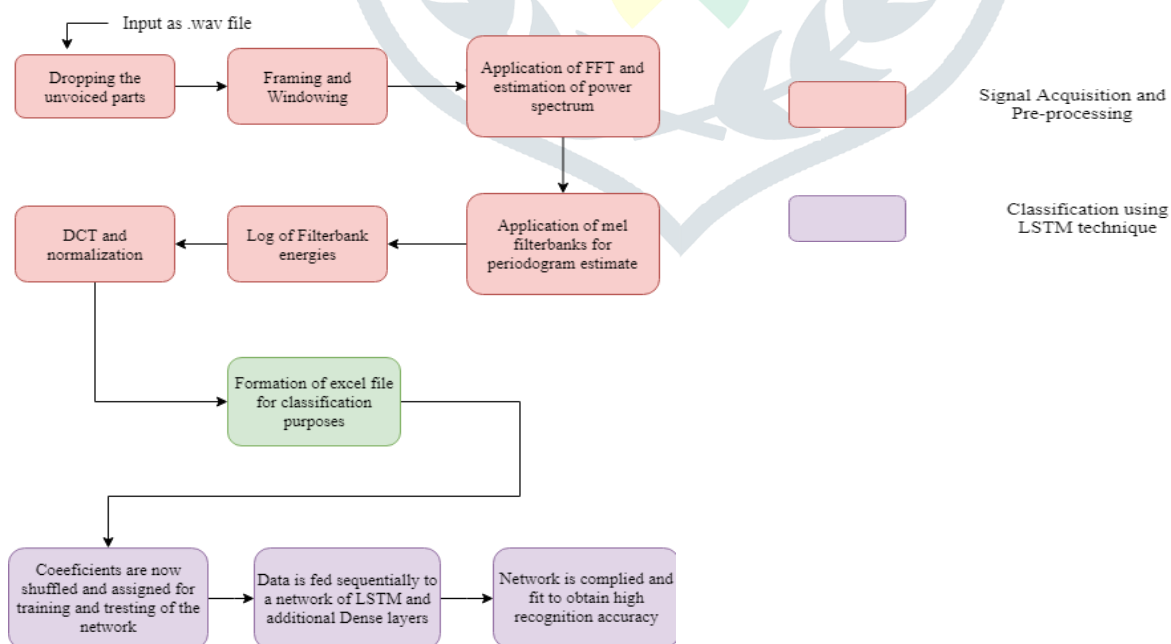 Input as .wav file
Dropping the
unvoiced parts
Framing and
Windowing
Application of FFT and
estimation of power
spectrum
Signal Acquisition and
Pre-processing
DCT and
normalization
Log of Filterbank
energies
Application of mel
filterbanks for
periodogram estimate
Classification using
LSTM technique
Formation of excel file
for classification
purposes
Coeeficients are now
shuffled and assigned for
training and tresting of the
network
Data is fed sequentially to
a network of LSTM and
additional Dense layers
Network is complied and
fit to obtain high
recognition accuracy